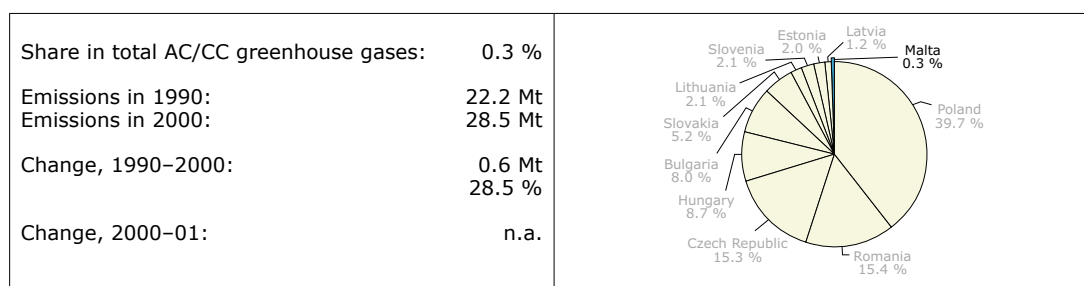 Share in total AC/CC greenhouse gases: 0.3 %
Emissions in 1990: 22.2 Mt
Emissions in 2000: 28.5 Mt
Change, 1990–2000: 0.6 Mt
28.5 %
Change, 2000–01: n.a.
Estonia
2.0 %
Latvia
1.2 %
Malta
0.3 %
Slovenia
2.1 %
Lithuania
2.1 %
Poland
39.7 %
Slovakia
5.2 %
Bulgaria
8.0 %
Hungary
8.7 %
Czech Republic
15.3 %
Romania
15.4 %